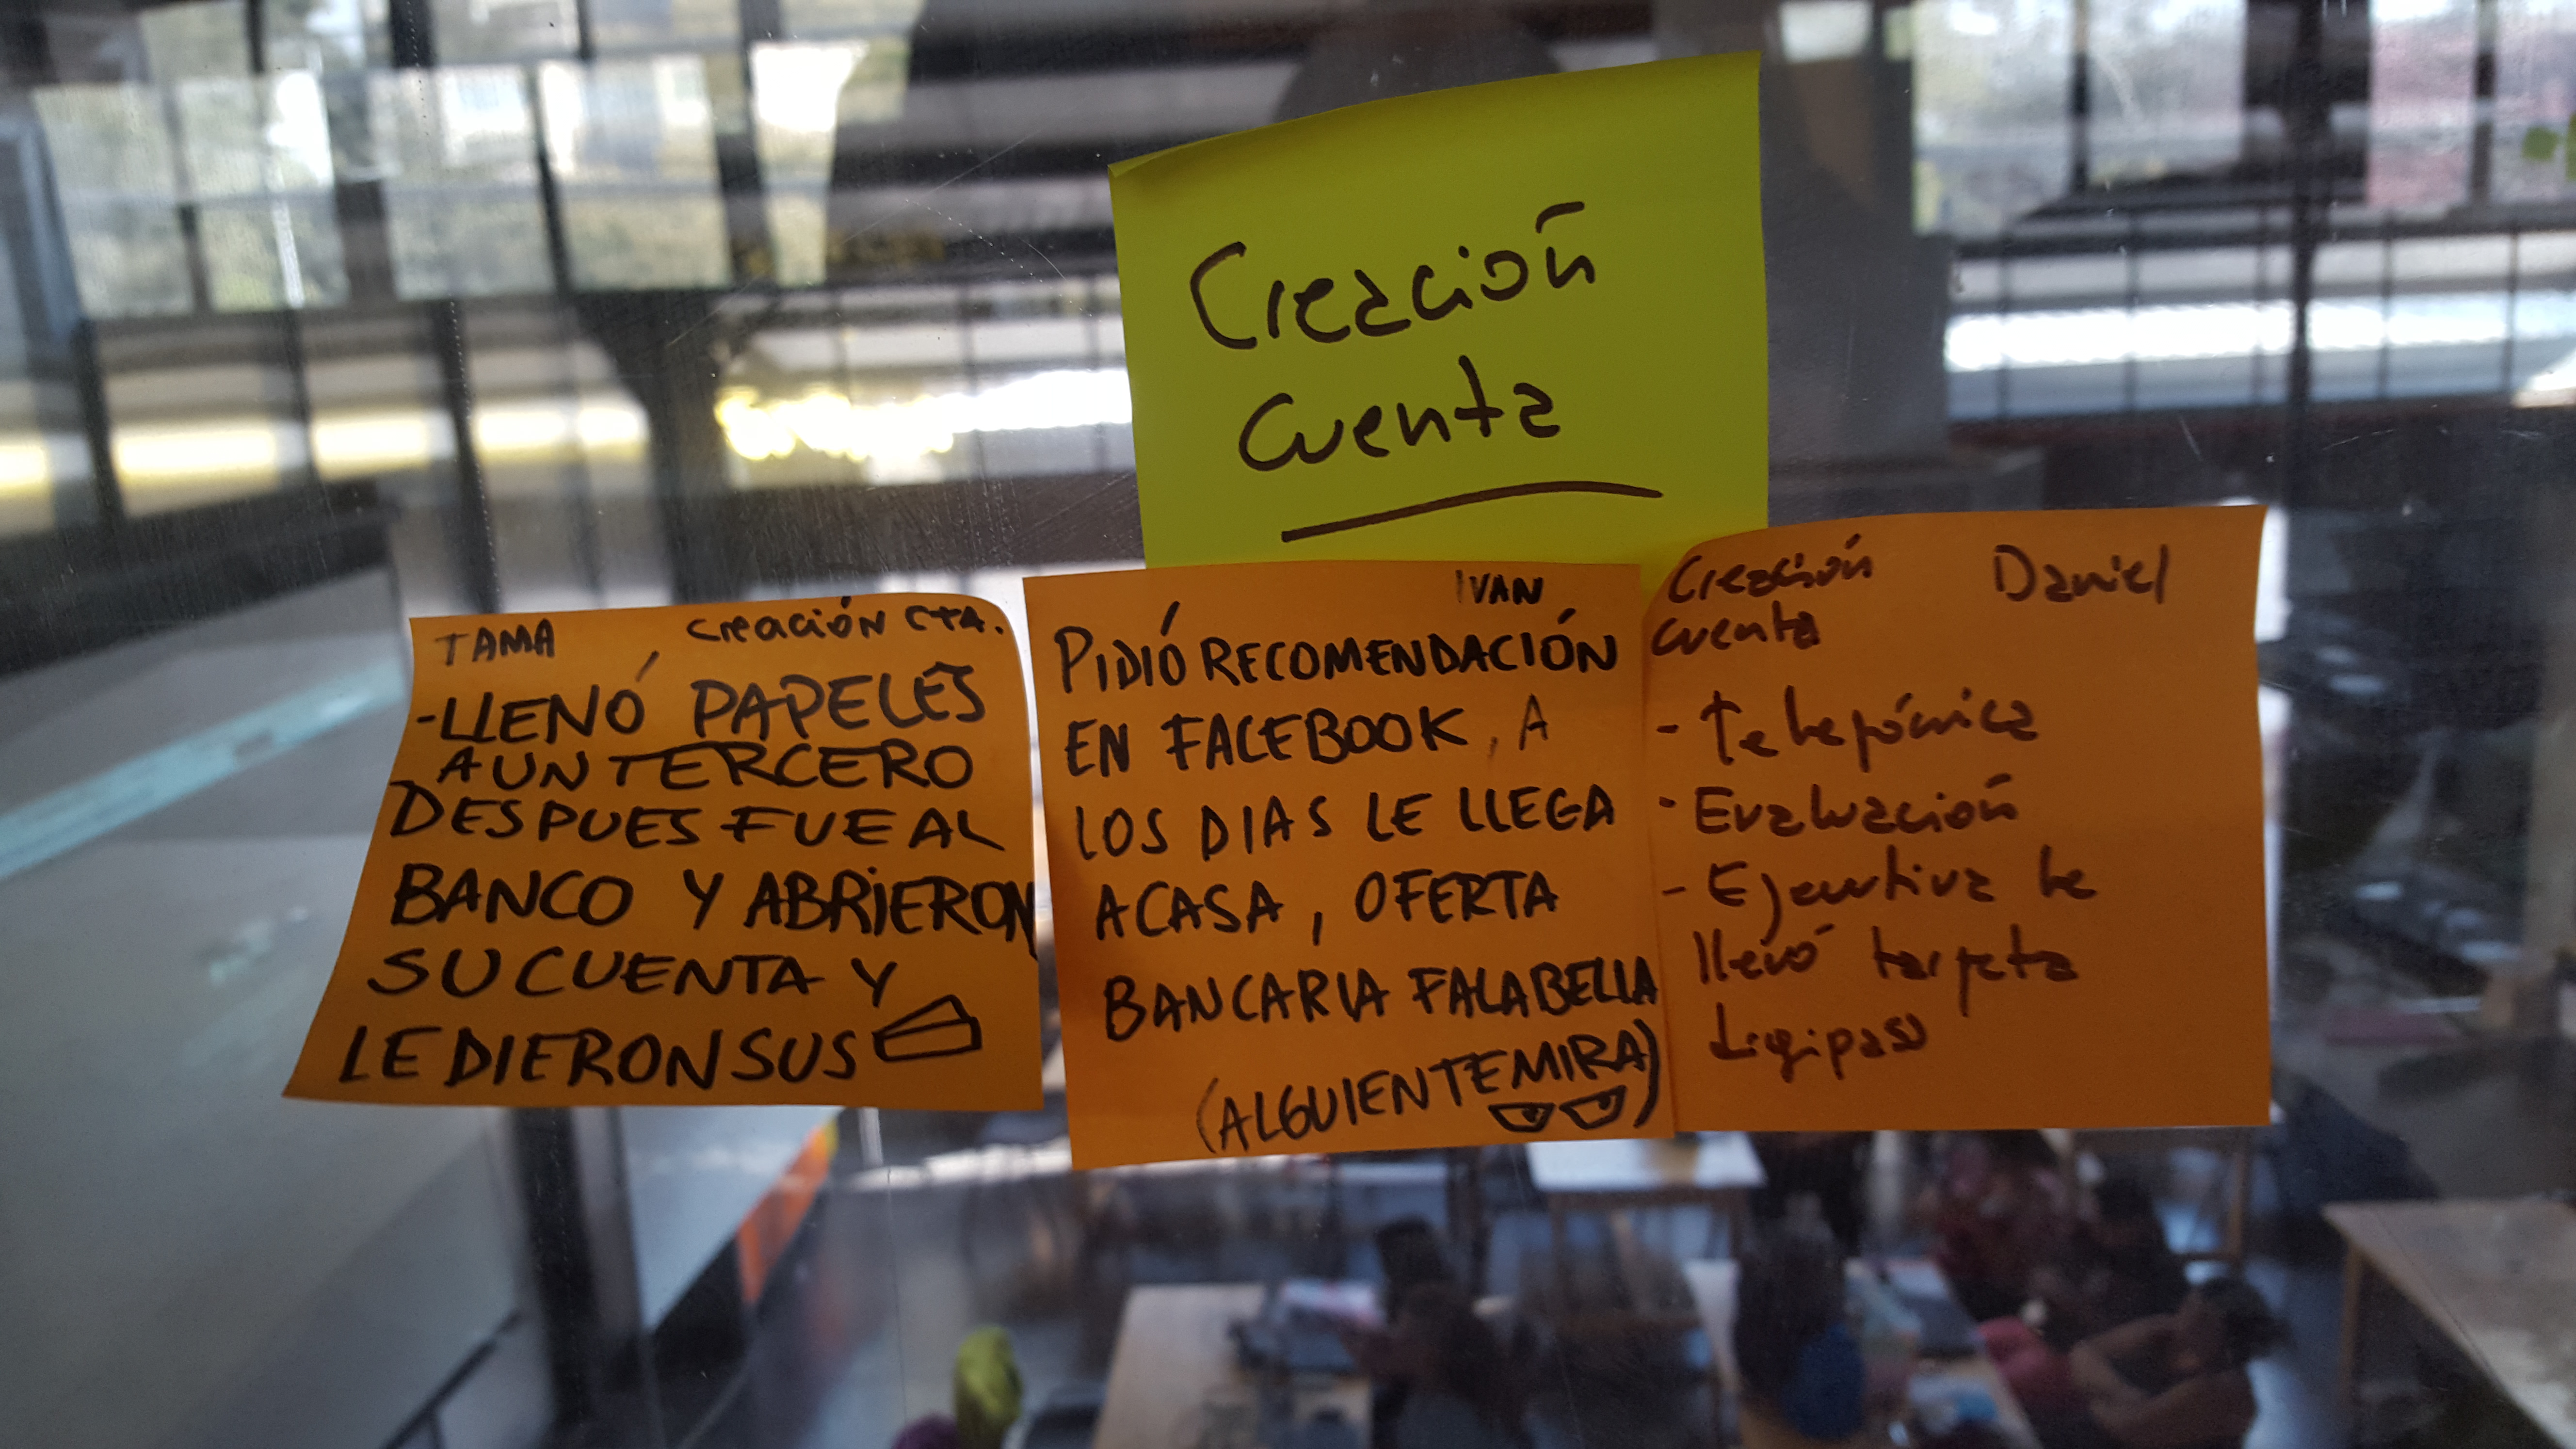 Creación
Cuenta
TAMA Creación CTA.
-LLENÓ PAPELES
A UN TERCERO
DESPUES FUE AL
BANCO Y ABRIERON
SU CUENTA Y
LE DIERON SUS
IVAN
PIDIÓ RECOMENDACIÓN
EN FACEBOOK, A
LOS DIAS LE LLEGA
A CASA, OFERTA
BANCARIA FALABELLA
(ALGUIEN TE MIRA)
Creación Daniel
cuenta
- Telefónica
- Evaluación
- Ejecutiva le
llevó tarjeta
digipass